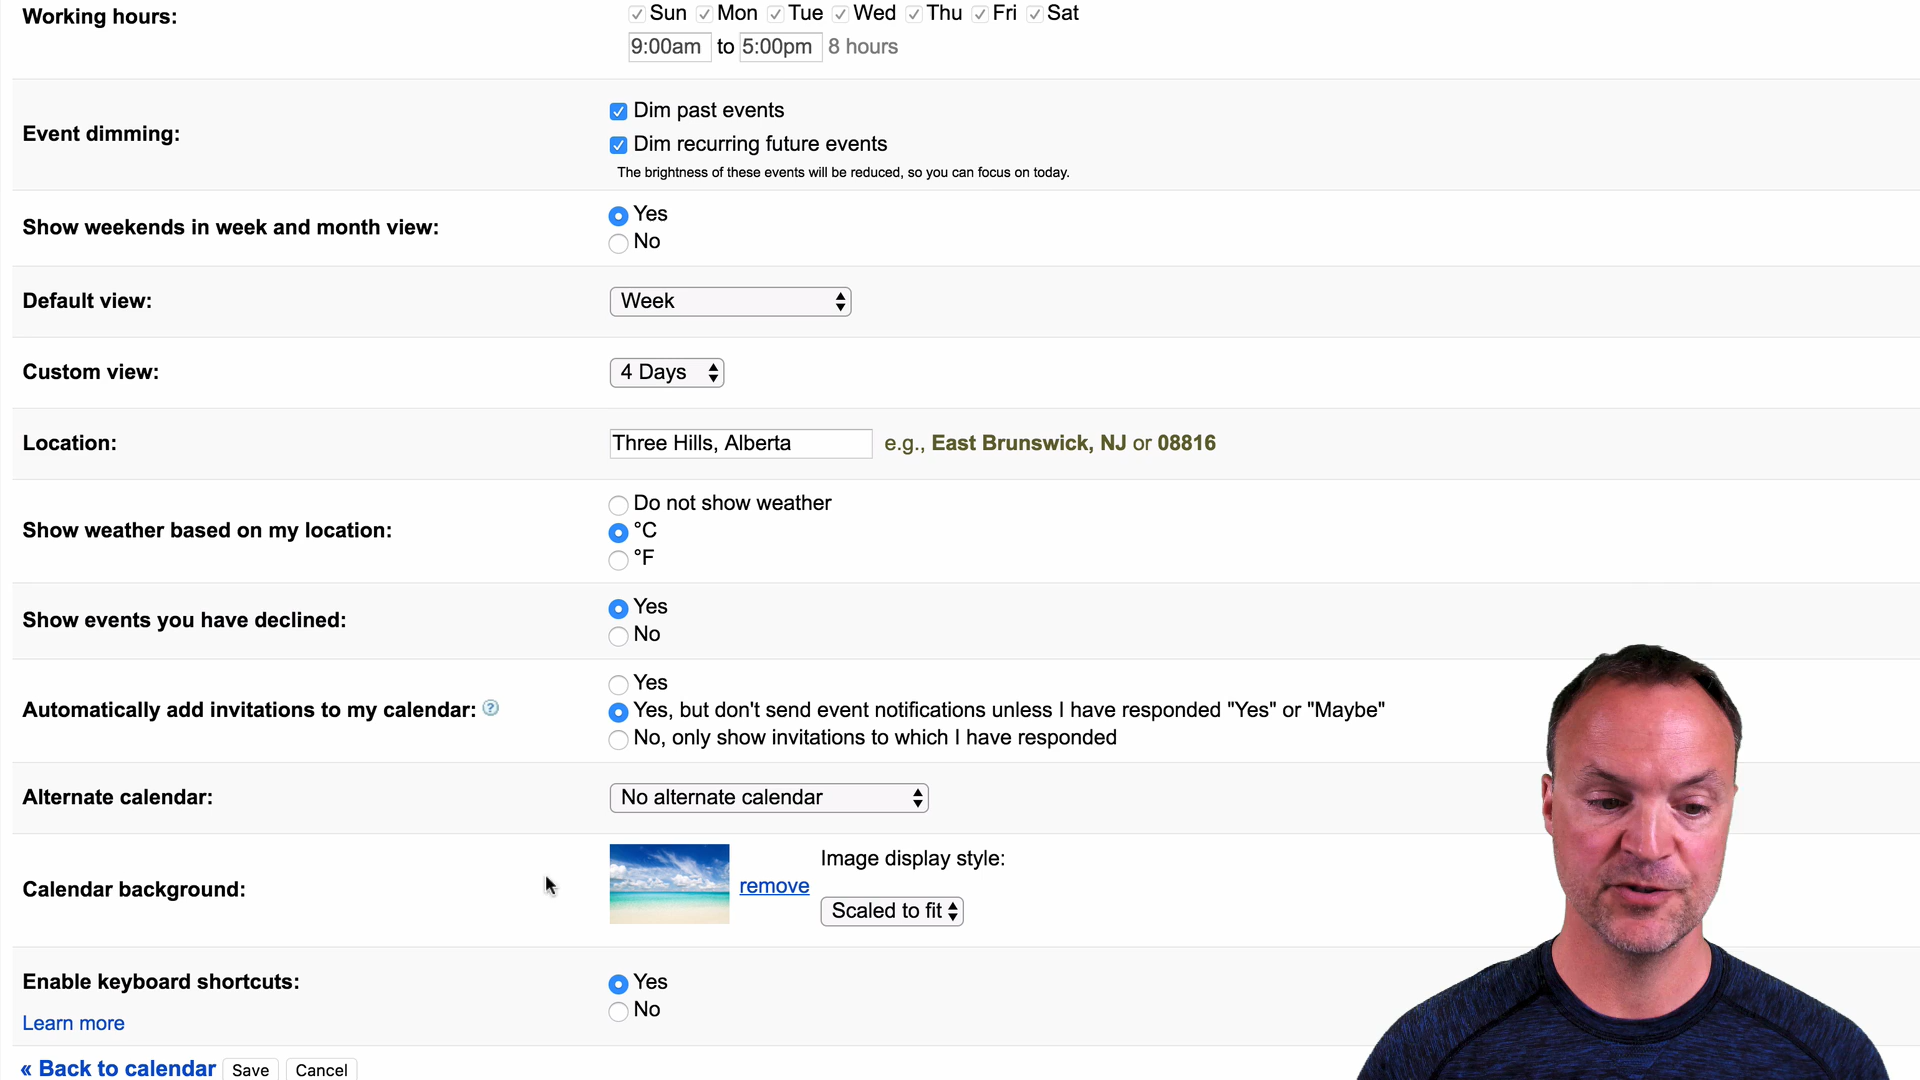 Working hours:
Sun Mon Tue Wed Thu Fri Sat
9:00am to 5:00pm 8 hours
Event dimming:
Dim past events
Dim recurring future events
The brightness of these events will be reduced, so you can focus on today.
Show weekends in week and month view:
Yes
No
Default view:
Week
Custom view:
4 Days
Location:
Three Hills, Alberta e.g., East Brunswick, NJ or 08816
Show weather based on my location:
Do not show weather
°C
°F
Show events you have declined:
Yes
No
Automatically add invitations to my calendar: ?
Yes
Yes, but don't send event notifications unless I have responded "Yes" or "Maybe"
No, only show invitations to which I have responded
Alternate calendar:
No alternate calendar
Calendar background:
remove
Image display style:
Scaled to fit
Enable keyboard shortcuts:
Learn more
Yes
No
« Back to calendar Save Cancel